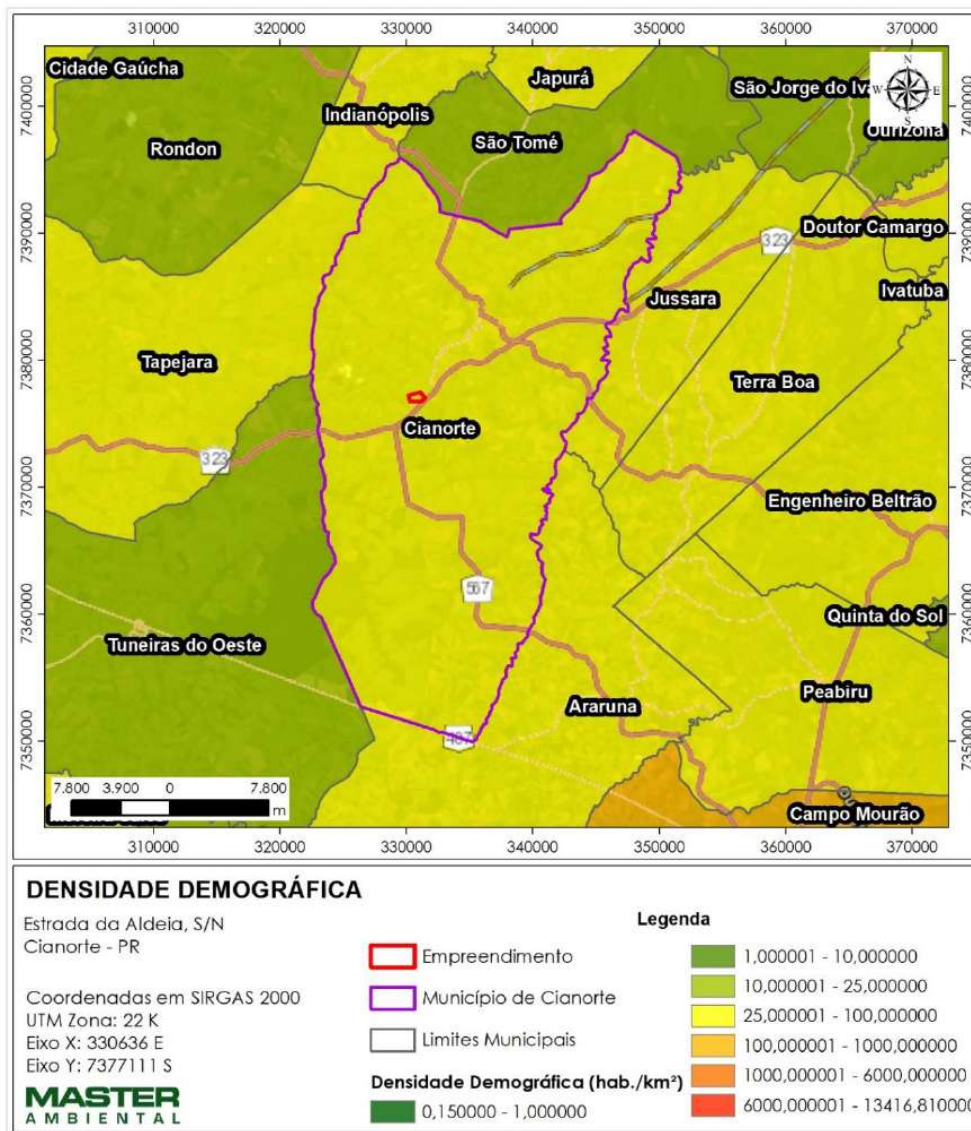 310000 320000 330000 340000 350000 360000 370000
7400000
7390000
7380000
7370000
7360000
7350000
7400000
7390000
7380000
7370000
7360000
7350000
Cidade Gaúcha
Japurá
São Jorge do
N
W E
S
Indianópolis
Ourizona
São Tomé
Rondon
Doutor Camargo
323
Ivatuba
Jussara
Tapejara
Terra Boa
Cianorte
323
Engenheiro Beltrão
567
Quinta do Sol
Tuneiras do Oeste
Peabiru
Araruna
487
7.800 3.900 0 7.800
m
Campo Mourão
310000 320000 330000 340000 350000 360000 370000
DENSIDADE DEMOGRÁFICA
Estrada da Aldeia, S/N
Cianorte - PR
Coordenadas em SIRGAS 2000
UTM Zona: 22 K
Eixo X: 330636 E
Eixo Y: 7377111 S
MASTER
AMBIENTAL
Legenda
Empreendimento
Município de Cianorte
Limites Municipais
Densidade Demográfica (hab./km²)
0,150000 - 1,000000
1,000001 - 10,000000
10,000001 - 25,000000
25,000001 - 100,000000
100,000001 - 1000,000000
1000,000001 - 6000,000000
6000,000001 - 13416,810000